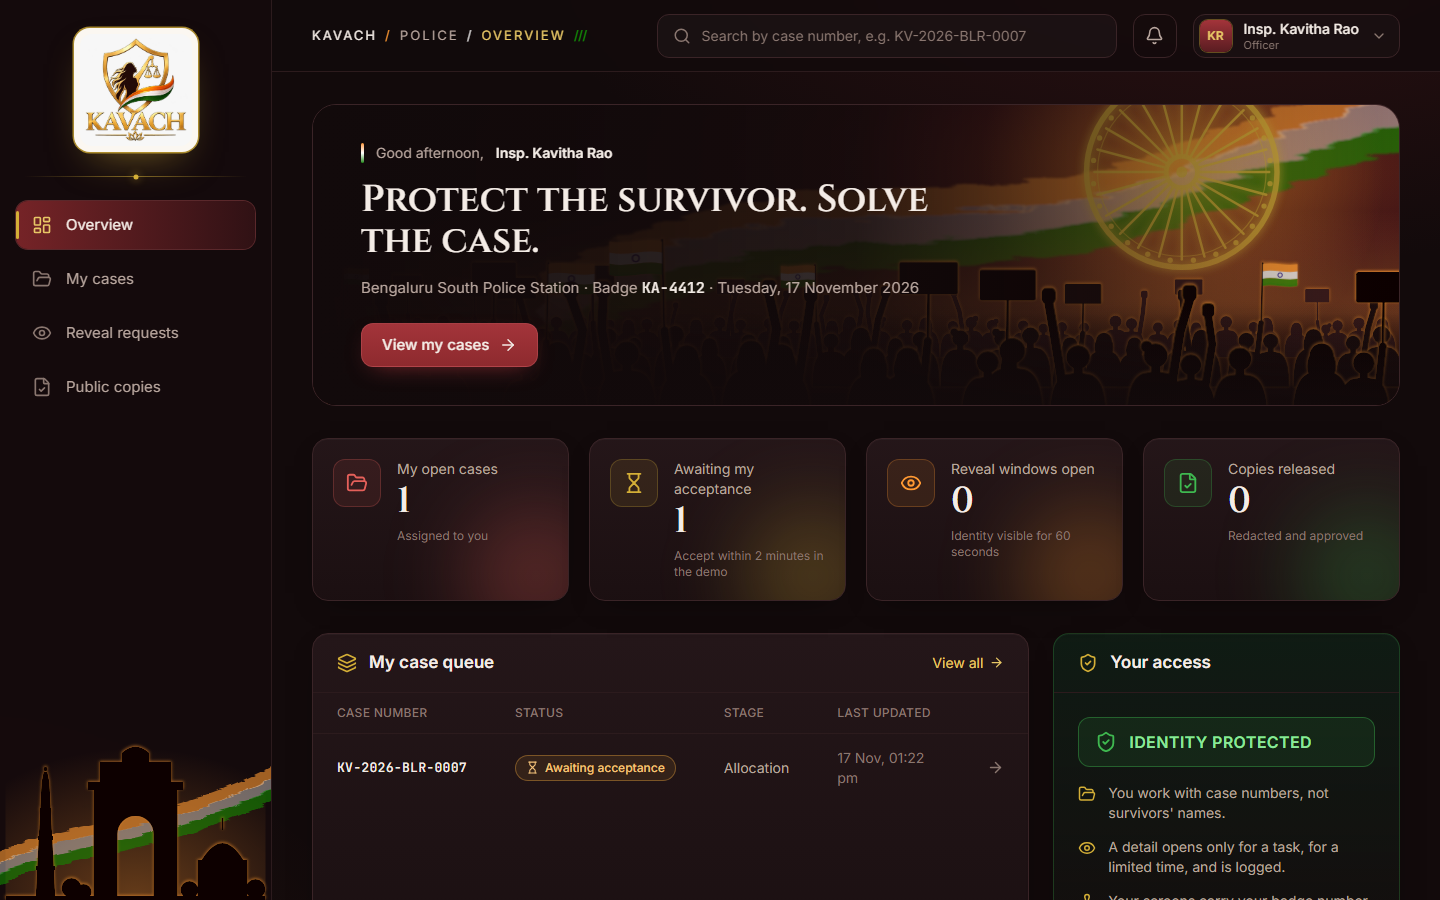 KAVACH
KAVACH / POLICE / OVERVIEW ///
Search by case number, e.g. KV-2026-BLR-0007
KR
Insp. Kavitha Rao
Officer
Overview
My cases
Reveal requests
Public copies
Good afternoon, Insp. Kavitha Rao
PROTECT THE SURVIVOR. SOLVE
THE CASE.
Bengaluru South Police Station · Badge KA-4412 · Tuesday, 17 November 2026
View my cases
My open cases
1
Assigned to you
Awaiting my
acceptance
1
Accept within 2 minutes in
the demo
Reveal windows open
0
Identity visible for 60
seconds
Copies released
0
Redacted and approved
My case queue
View all
CASE NUMBER STATUS STAGE LAST UPDATED
KV-2026-BLR-0007 Awaiting acceptance Allocation 17 Nov, 01:22
pm
Your access
IDENTITY PROTECTED
You work with case numbers, not
survivors' names.
A detail opens only for a task, for a
limited time, and is logged.
Your screens carry your badge number